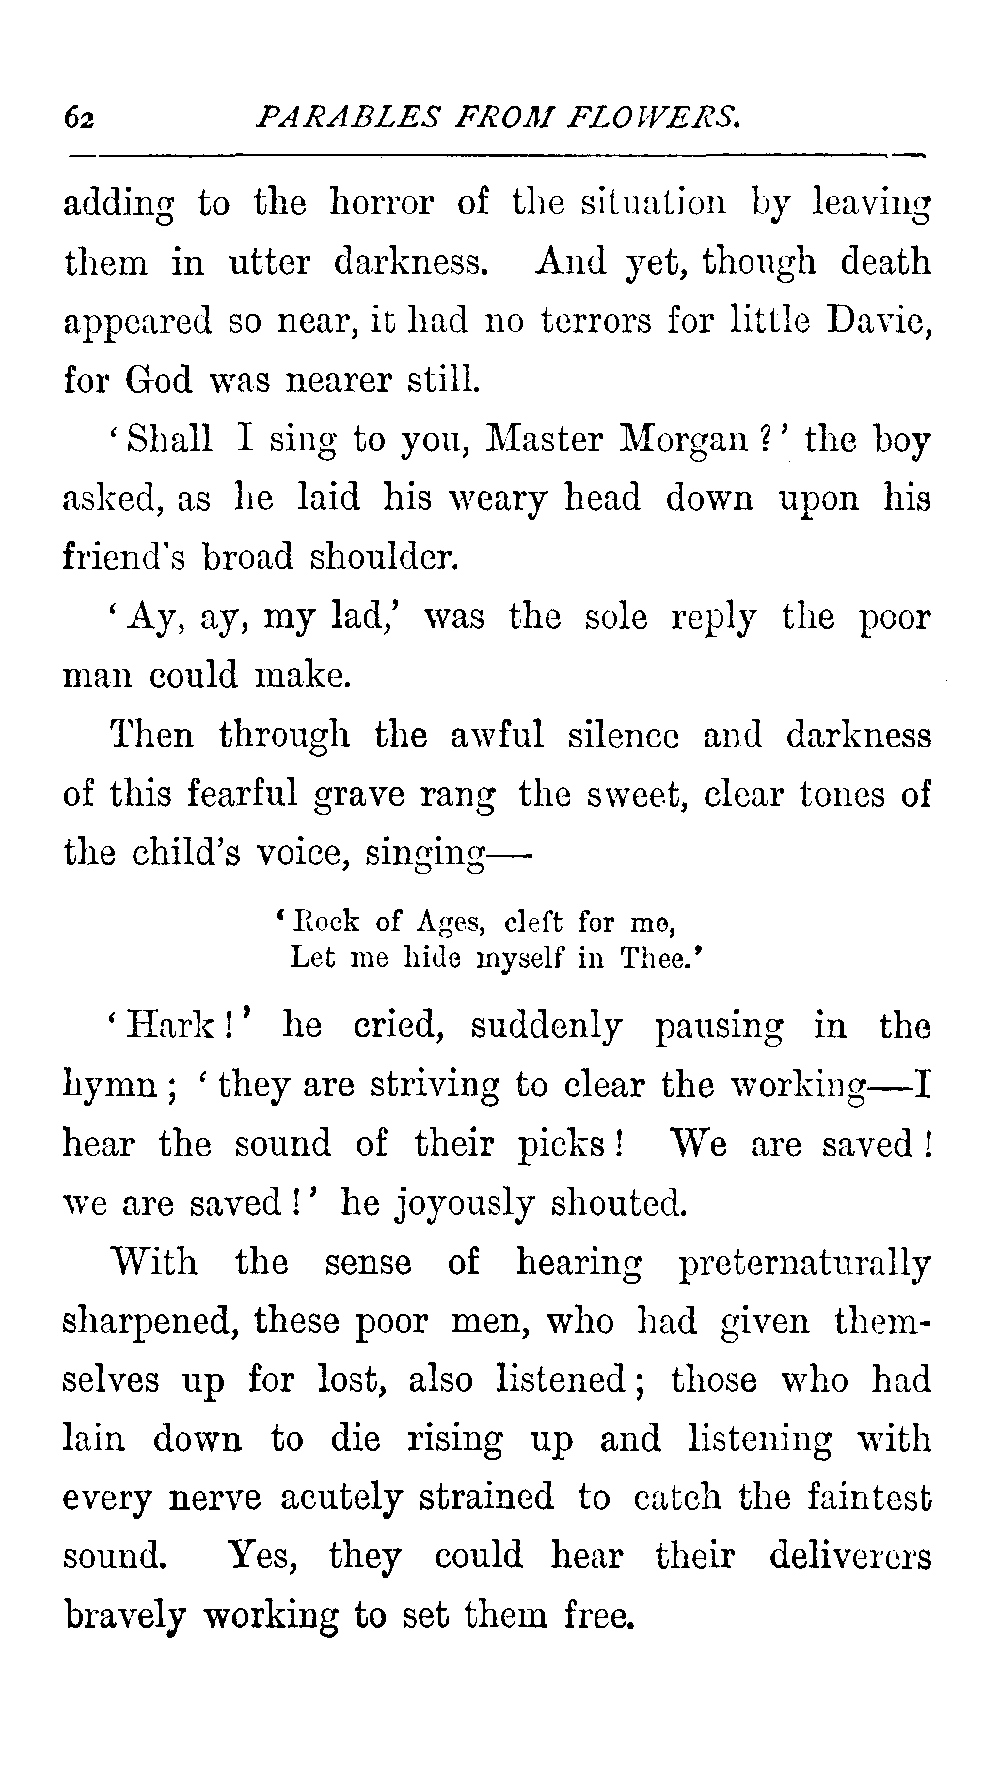 62 PARABLES FROM FLOWERS.
adding to the horror of the situation by leaving
them in utter darkness. And yet, though death
appeared so near, it had no terrors for little Davie,
for God was nearer still.
‘Shall I sing to you, Master Morgan?’ the boy
asked, as he laid his weary head down upon his
friend's broad shoulder.
‘Ay, ay, my lad,’ was the sole reply the poor
man could make.
Then through the awful silence and darkness
of this fearful grave rang the sweet, clear tones of
the child's voice, singing—
‘Rock of Ages, cleft for me,
Let me hide myself in Thee.’
‘Hark!’ he cried, suddenly pausing in the
hymn; ‘they are striving to clear the working—I
hear the sound of their picks! We are saved!
we are saved!’ he joyously shouted.
With the sense of hearing preternaturally
sharpened, these poor men, who had given them-
selves up for lost, also listened; those who had
lain down to die rising up and listening with
every nerve acutely strained to catch the faintest
sound. Yes, they could hear their deliverers
bravely working to set them free.